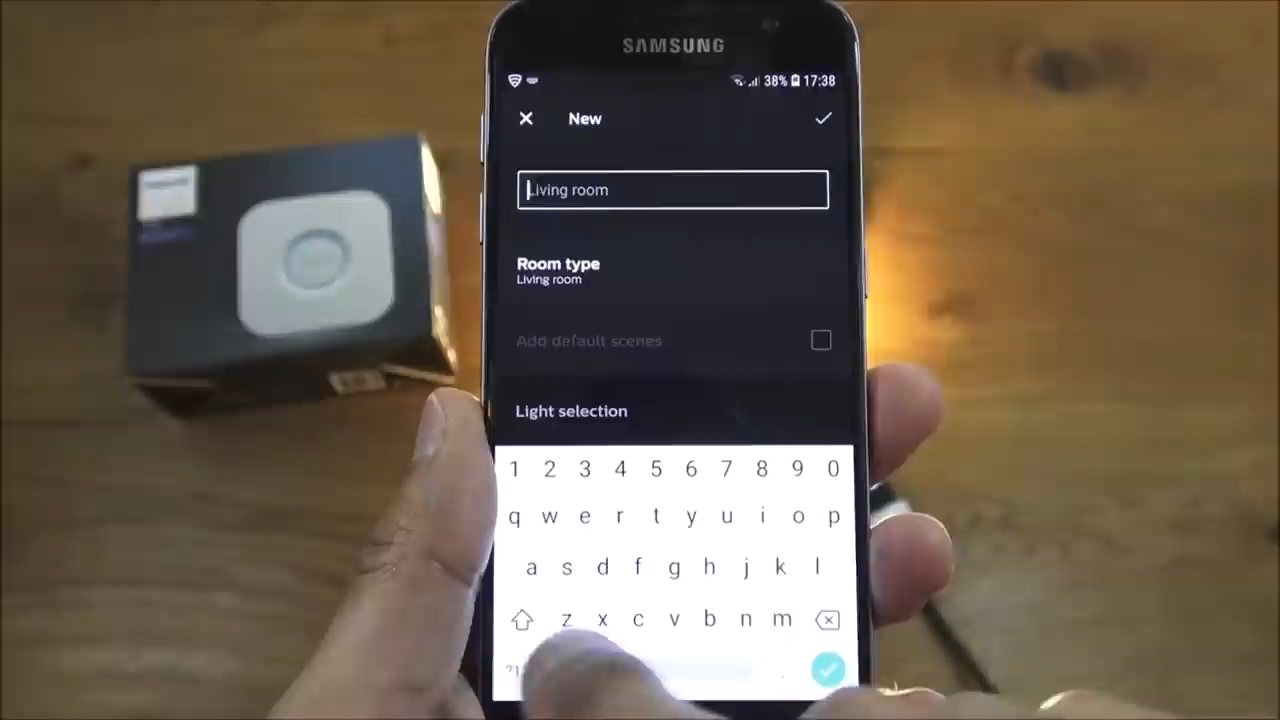 SAMSUNG
38% 17:38
New
Living room
Room type
Living room
Add default scenes
Light selection
1 2 3 4 5 6 7 8 9 0
q w e r t y u i o p
a s d f g h j k l
z x c v b n m